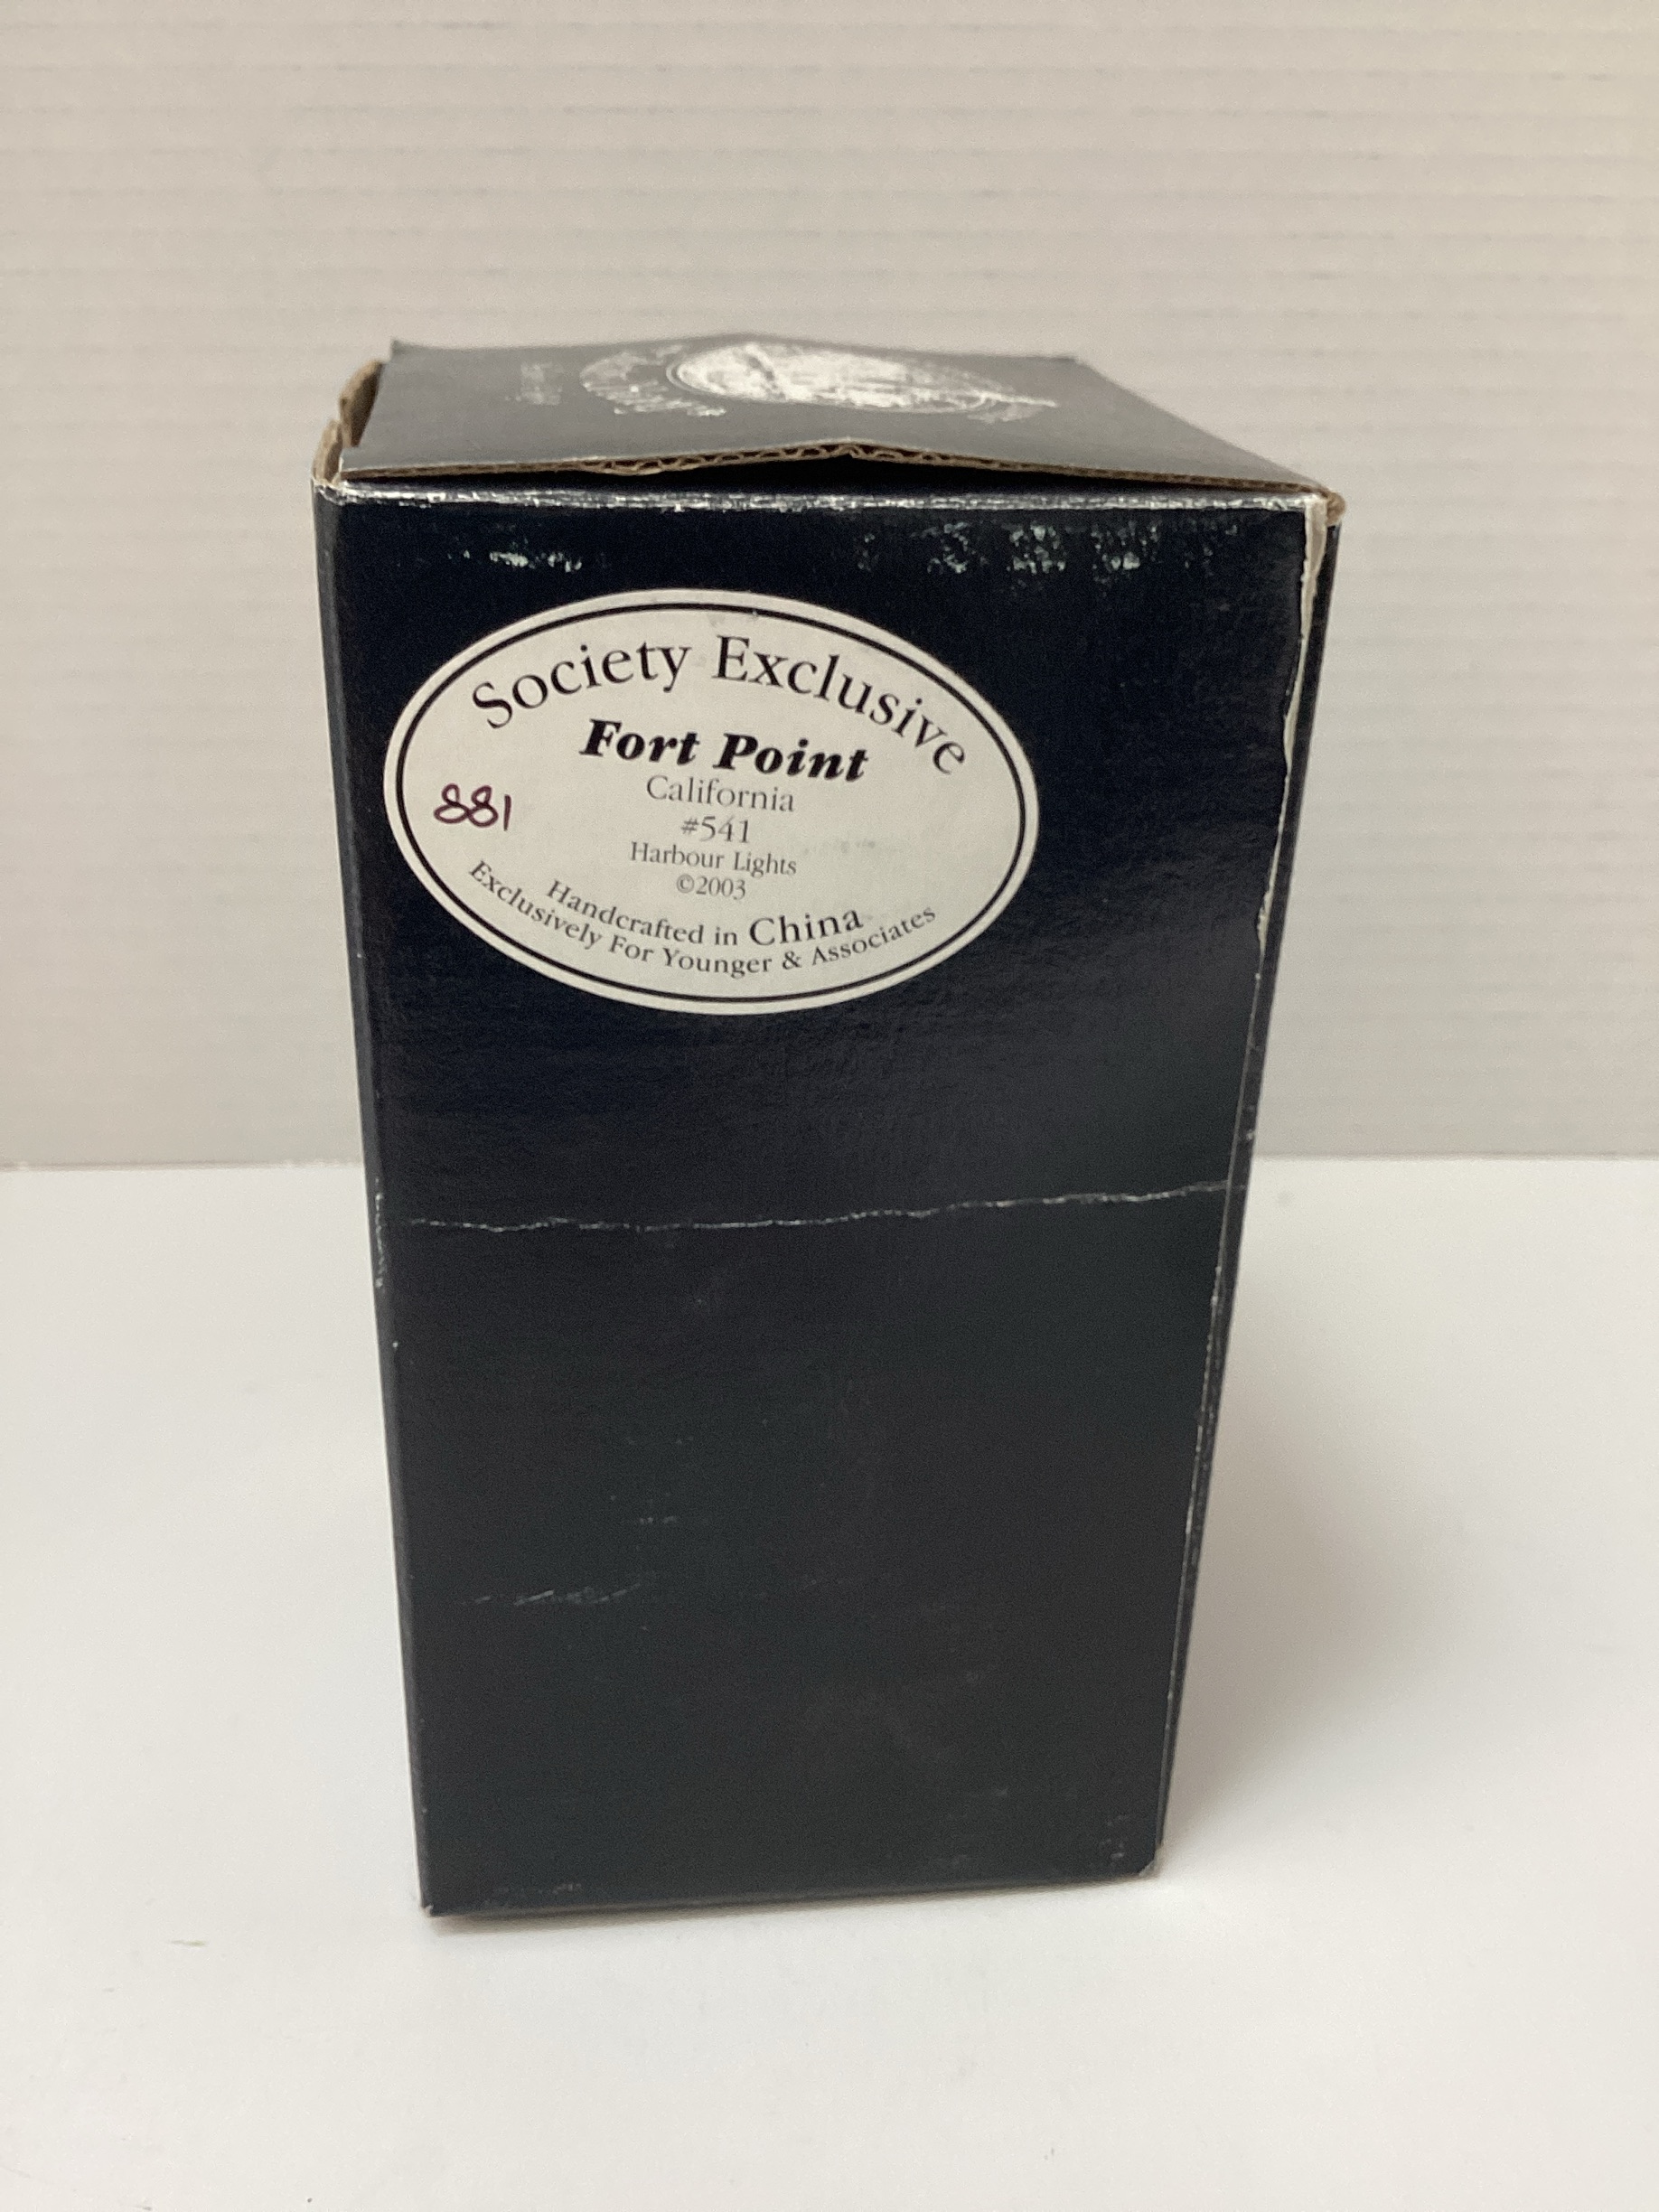 Society Exclusive
Fort Point
California
881
#541
Harbour Lights
©2003
Handcrafted in China
Exclusively For Younger & Associates